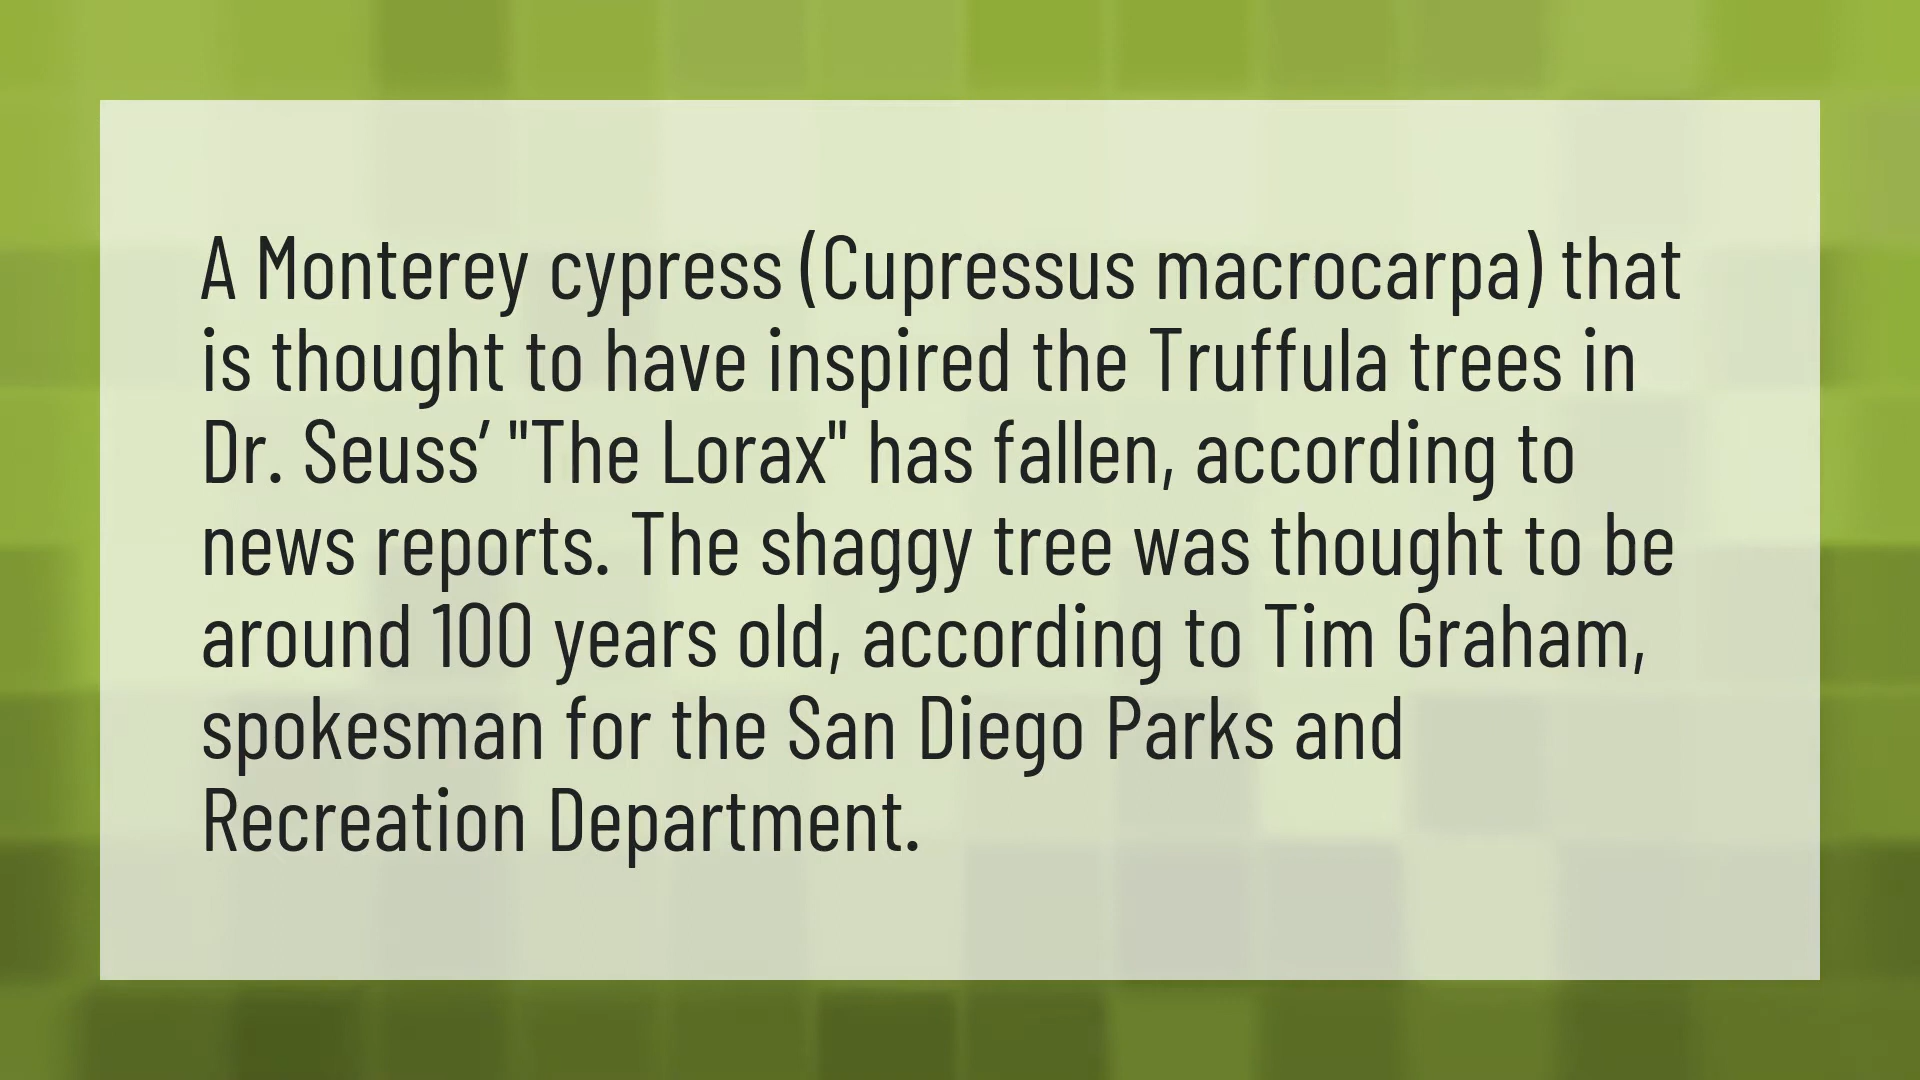 A Monterey cypress (Cupressus macrocarpa) that
is thought to have inspired the Truffula trees in
Dr. Seuss’ "The Lorax" has fallen, according to
news reports. The shaggy tree was thought to be
around 100 years old, according to Tim Graham,
spokesman for the San Diego Parks and
Recreation Department.